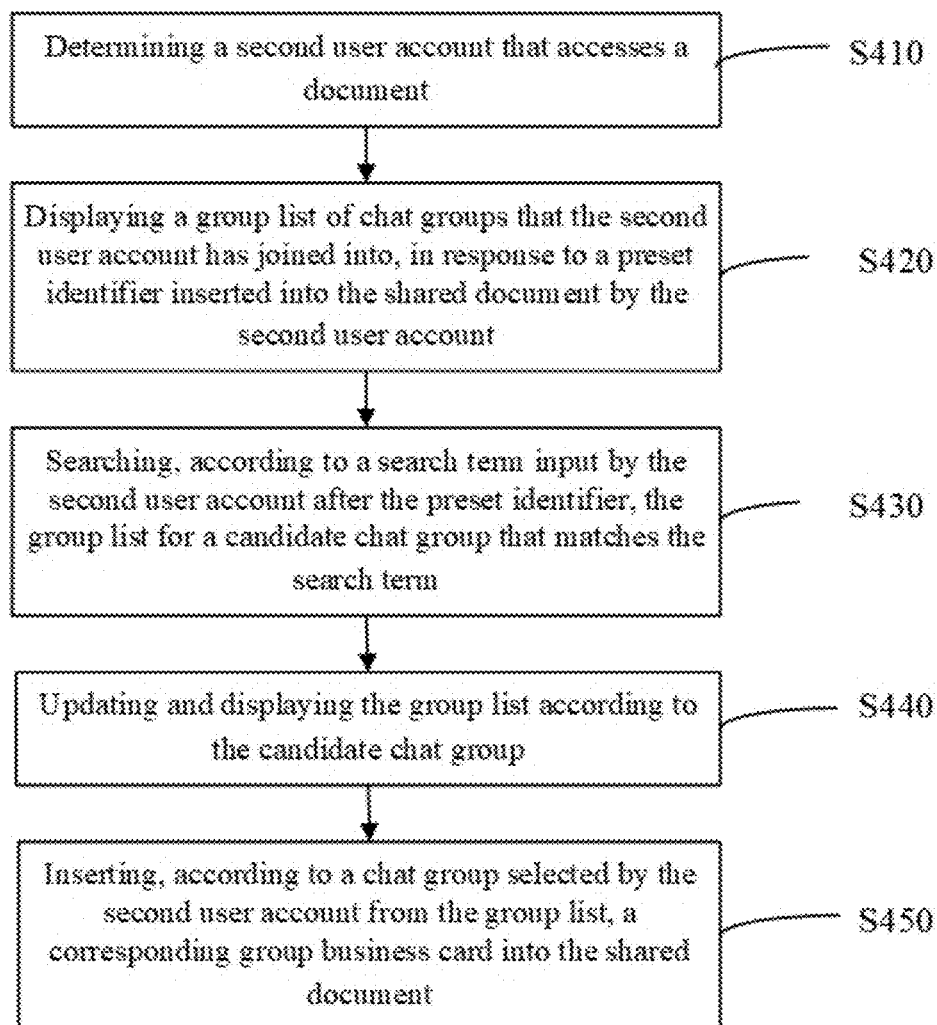 Determining a second user account that accesses a
document
S410
Displaying a group list of chat groups that the second
user account has joined into, in response to a preset
identifier inserted into the shared document by the
second user account
S420
Searching, according to a search term input by the
second user account after the preset identifier, the
group list for a candidate chat group that matches the
search term
S430
Updating and displaying the group list according to
the candidate chat group
S440
Inserting, according to a chat group selected by the
second user account from the group list, a
corresponding group business card into the shared
document
S450